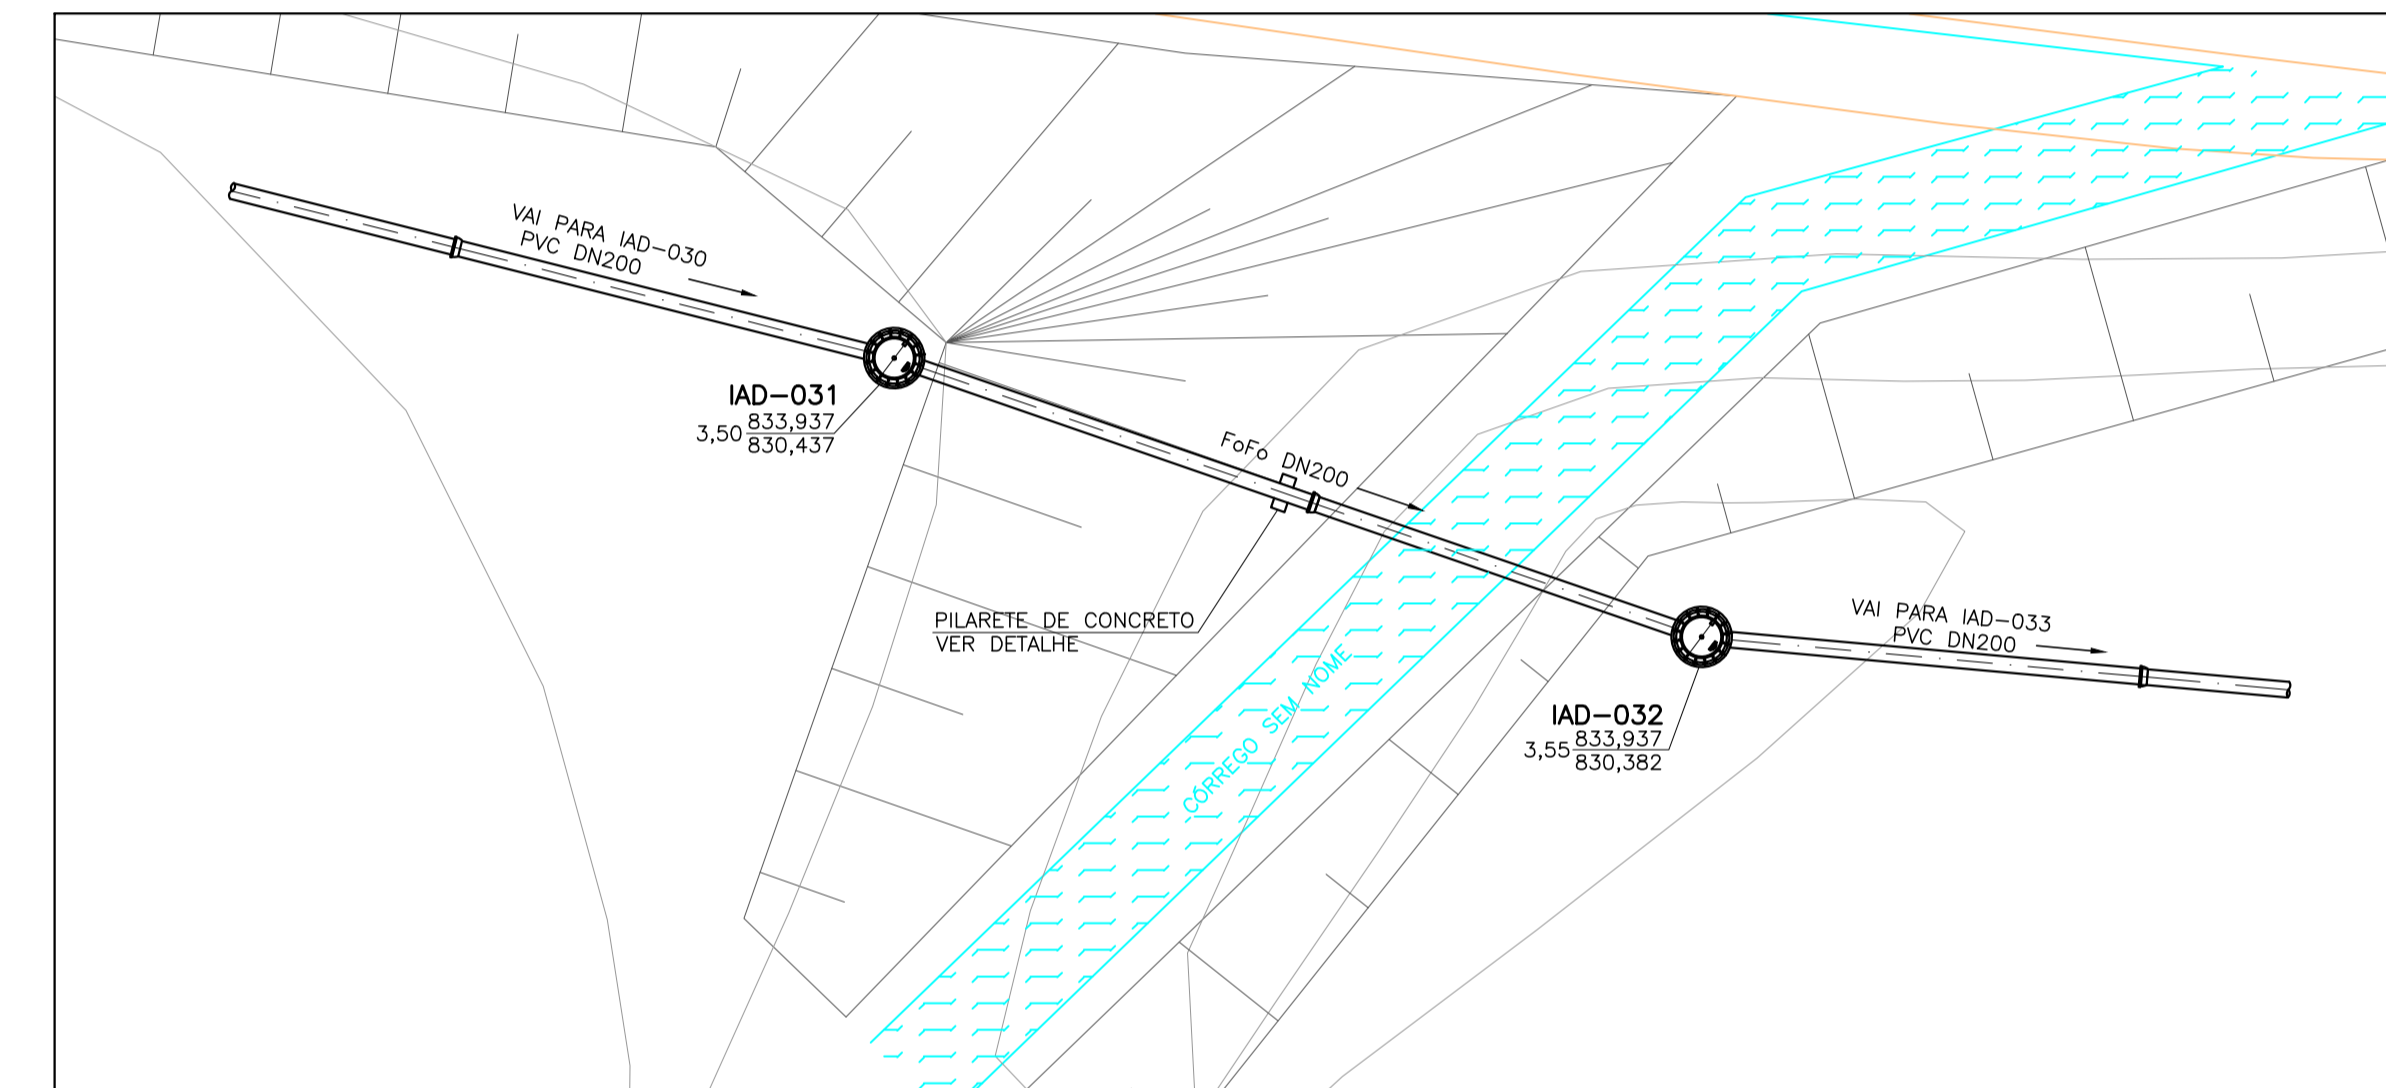 VAI PARA IAD-030
PVC DN200
IAD-031
3,50
833,937
830,437
FoFo DN200
PILARETE DE CONCRETO
VER DETALHE
CÓRREGO SEM NOME
VAI PARA IAD-033
PVC DN200
IAD-032
3,55
833,937
830,382